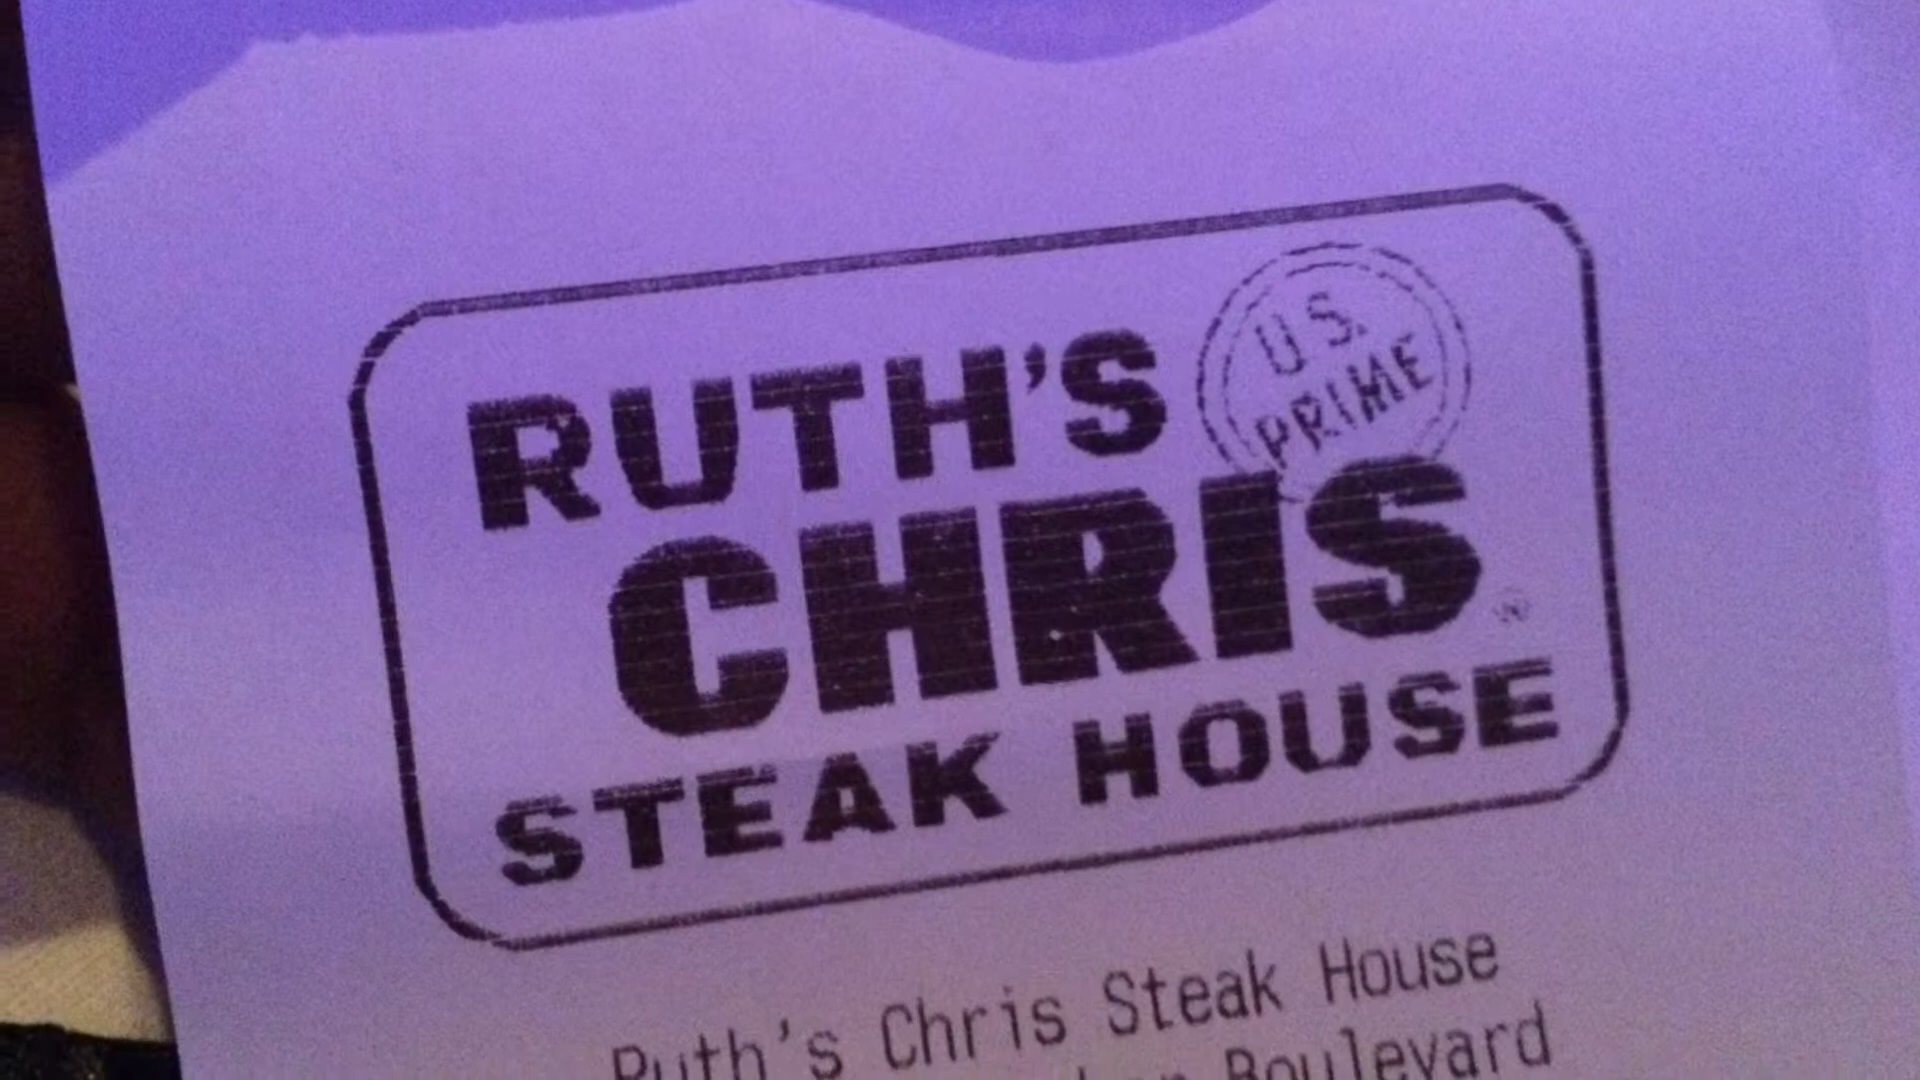 RUTH'S
U.S.
PRIME
CHRIS
STEAK HOUSE
Ruth's Chris Steak House
Boulevard